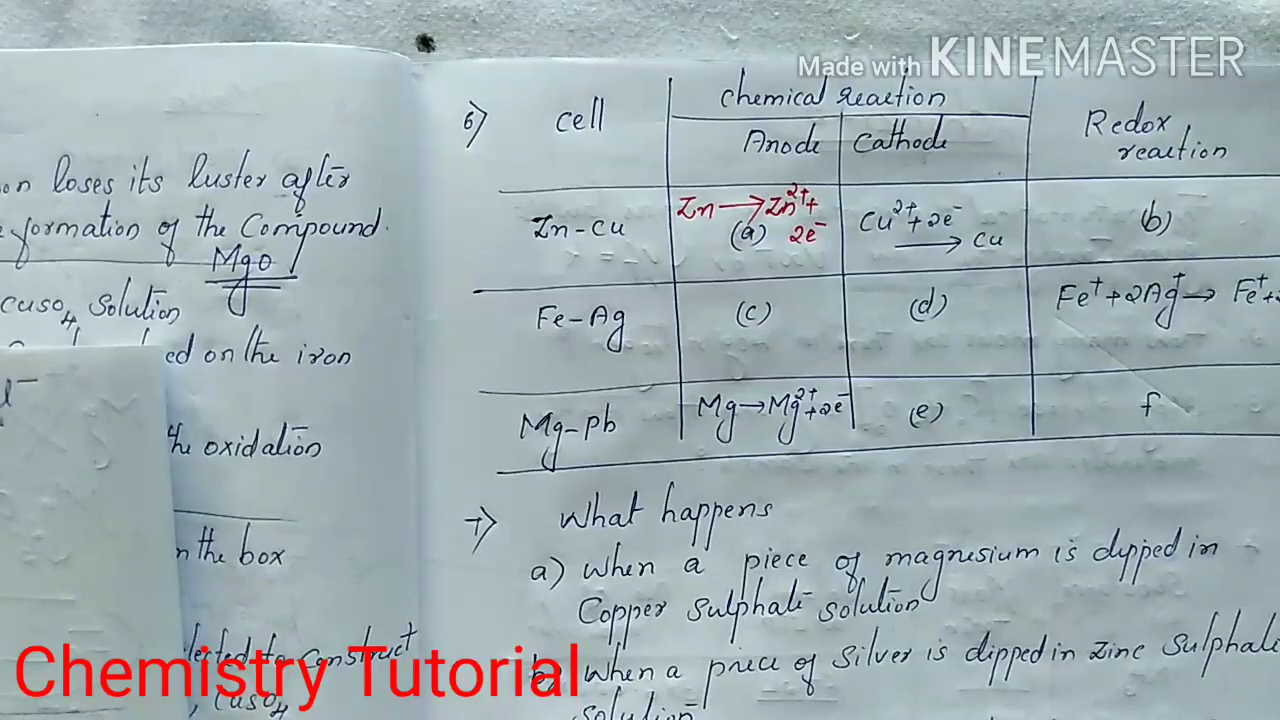 Made with KINEMASTER
on loses its luster after
formation of the Compound.
MgO
CuSO4 solution
ed on the iron
the oxidation
n the box
to construct
, CuSO4
6) Cell Chemical reaction Redox reaction
Anode Cathode
Zn-Cu Zn → Zn2+ + 2e- (a) Cu2+ + 2e- → Cu b)
Fe-Ag (c) (d) Fe+ + 2Ag+ → Fe+ +
Mg-Pb Mg → Mg2+ + 2e- (e) f
7) What happens
a) When a piece of magnesium is dipped in
Copper sulphate solution
b) When a piece of silver is dipped in zinc sulphate
solution
Chemistry Tutorial